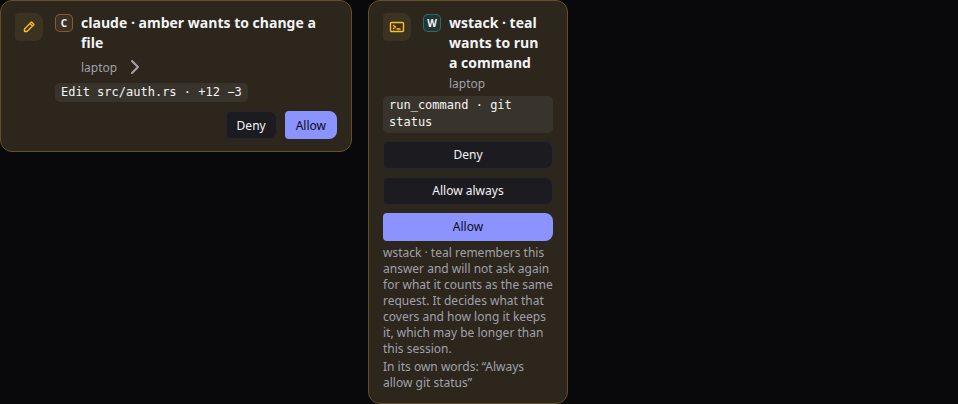 C claude · amber wants to change a
file
laptop
Edit src/auth.rs · +12 −3
Deny Allow
W wstack · teal
wants to run
a command
laptop
run_command · git
status
Deny
Allow always
Allow
wstack · teal remembers this
answer and will not ask again
for what it counts as the same
request. It decides what that
covers and how long it keeps
it, which may be longer than
this session.
In its own words: “Always
allow git status”